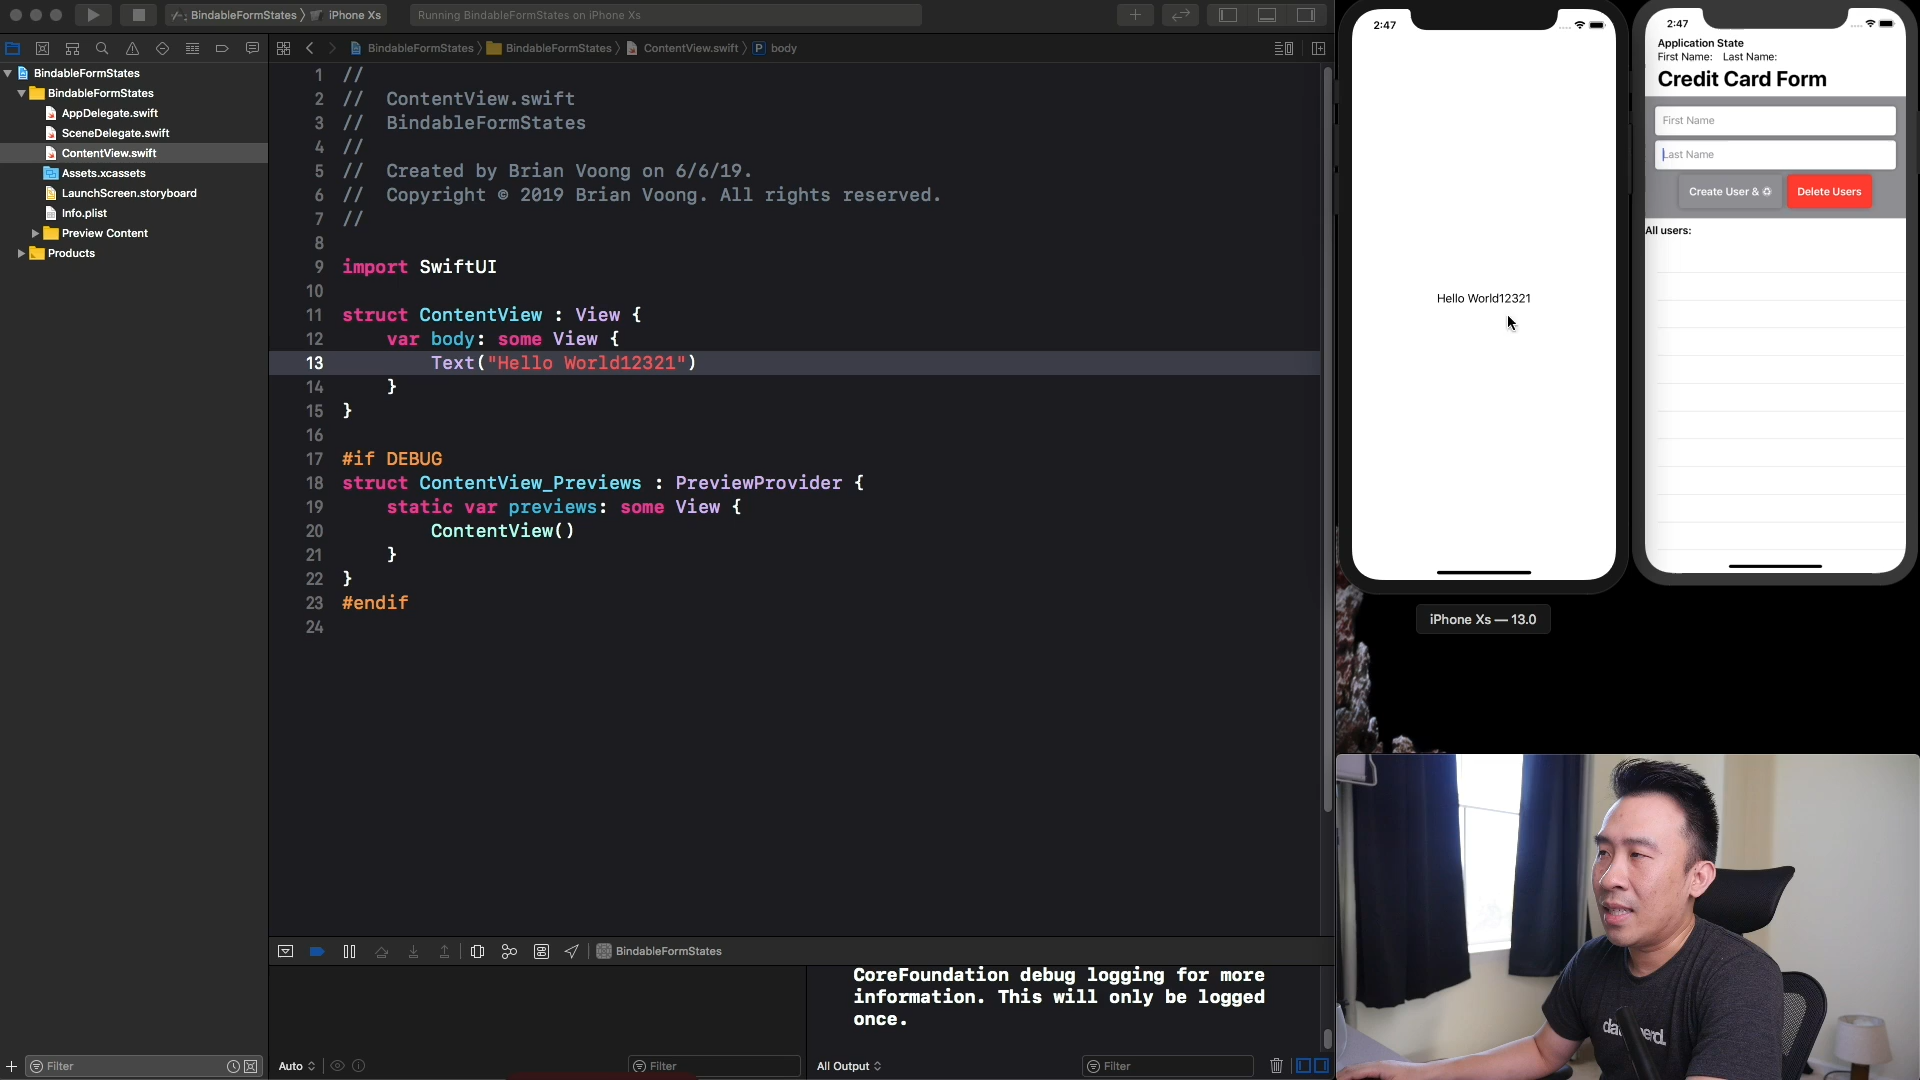 BindableFormStates
iPhone Xs
Running BindableFormStates on iPhone Xs
BindableFormStates
BindableFormStates
ContentView.swift
P
body
BindableFormStates
BindableFormStates
AppDelegate.swift
SceneDelegate.swift
ContentView.swift
Assets.xcassets
LaunchScreen.storyboard
Info.plist
Preview Content
Products
1 //
2 //  ContentView.swift
3 //  BindableFormStates
4 //
5 //  Created by Brian Voong on 6/6/19.
6 //  Copyright © 2019 Brian Voong. All rights reserved.
7 //
8
9 import SwiftUI
10
11 struct ContentView : View {
12     var body: some View {
13         Text("Hello World12321")
14     }
15 }
16
17 #if DEBUG
18 struct ContentView_Previews : PreviewProvider {
19     static var previews: some View {
20         ContentView()
21     }
22 }
23 #endif
24
BindableFormStates
CoreFoundation debug logging for more
information. This will only be logged
once.
Filter
Auto
Filter
All Output
Filter
2:47
Hello World12321
iPhone Xs — 13.0
2:47
Application State
First Name: Last Name:
Credit Card Form
First Name
Last Name
Create User & ♻
Delete Users
All users: